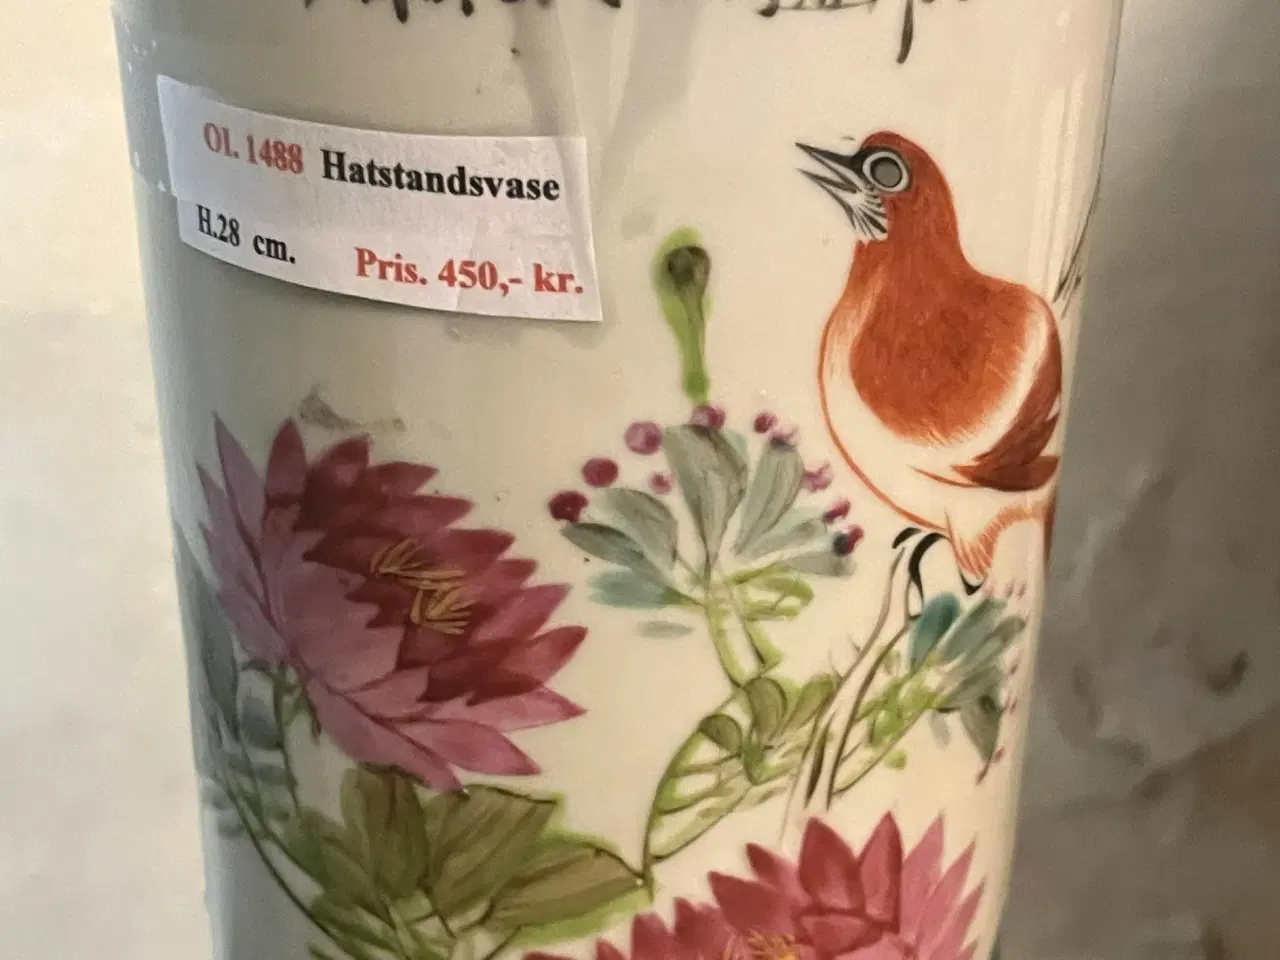 Ol. 1488 Hatstandsvase
H.28 cm. Pris. 450,- kr.